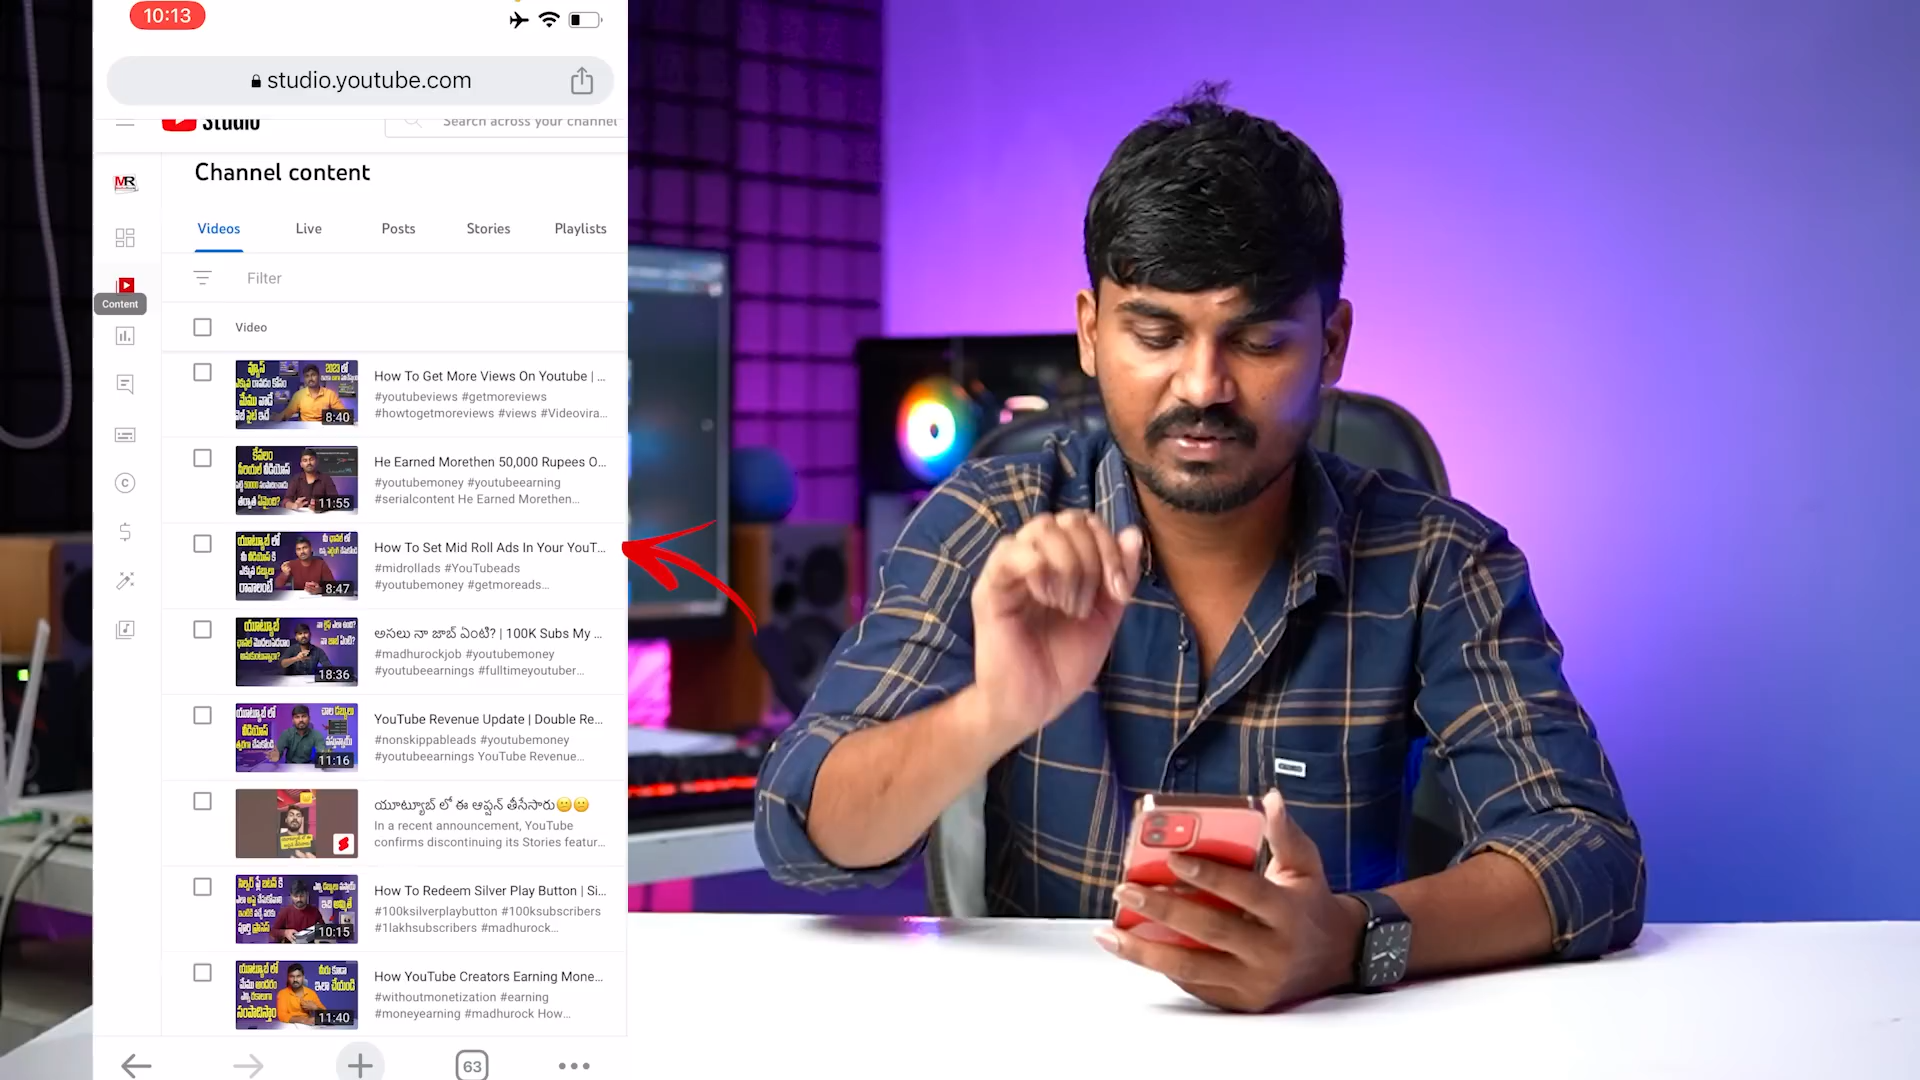 10:13
studio.youtube.com
Studio
Search across your channel
MR
Channel content
Videos Live Posts Stories Playlists
Filter
Content
Video
8:40
How To Get More Views On Youtube | ...
#youtubeviews #getmoreviews
#howtogetmoreviews #views #Videovira...
11:55
He Earned Morethen 50,000 Rupees O...
#youtubemoney #youtubeearning
#serialcontent He Earned Morethen...
8:47
How To Set Mid Roll Ads In Your YouT...
#midrollads #YouTubeads
#youtubemoney #getmoreads...
18:36
అసలు నా జాబ్ ఏంటి? | 100K Subs My ...
#madhurockjob #youtubemoney
#youtubeearnings #fulltimeyoutuber...
11:16
YouTube Revenue Update | Double Re...
#nonskippableads #youtubemoney
#youtubeearnings YouTube Revenue...
యూట్యూబ్ లో ఈ ఆప్షన్ తీసేసారు😕😕
In a recent announcement, YouTube
confirms discontinuing its Stories featur...
10:15
How To Redeem Silver Play Button | Si...
#100ksilverplaybutton #100ksubscribers
#1lakhsubscribers #madhurock...
11:40
How YouTube Creators Earning Mone...
#withoutmonetization #earning
#moneyearning #madhurock How...
63